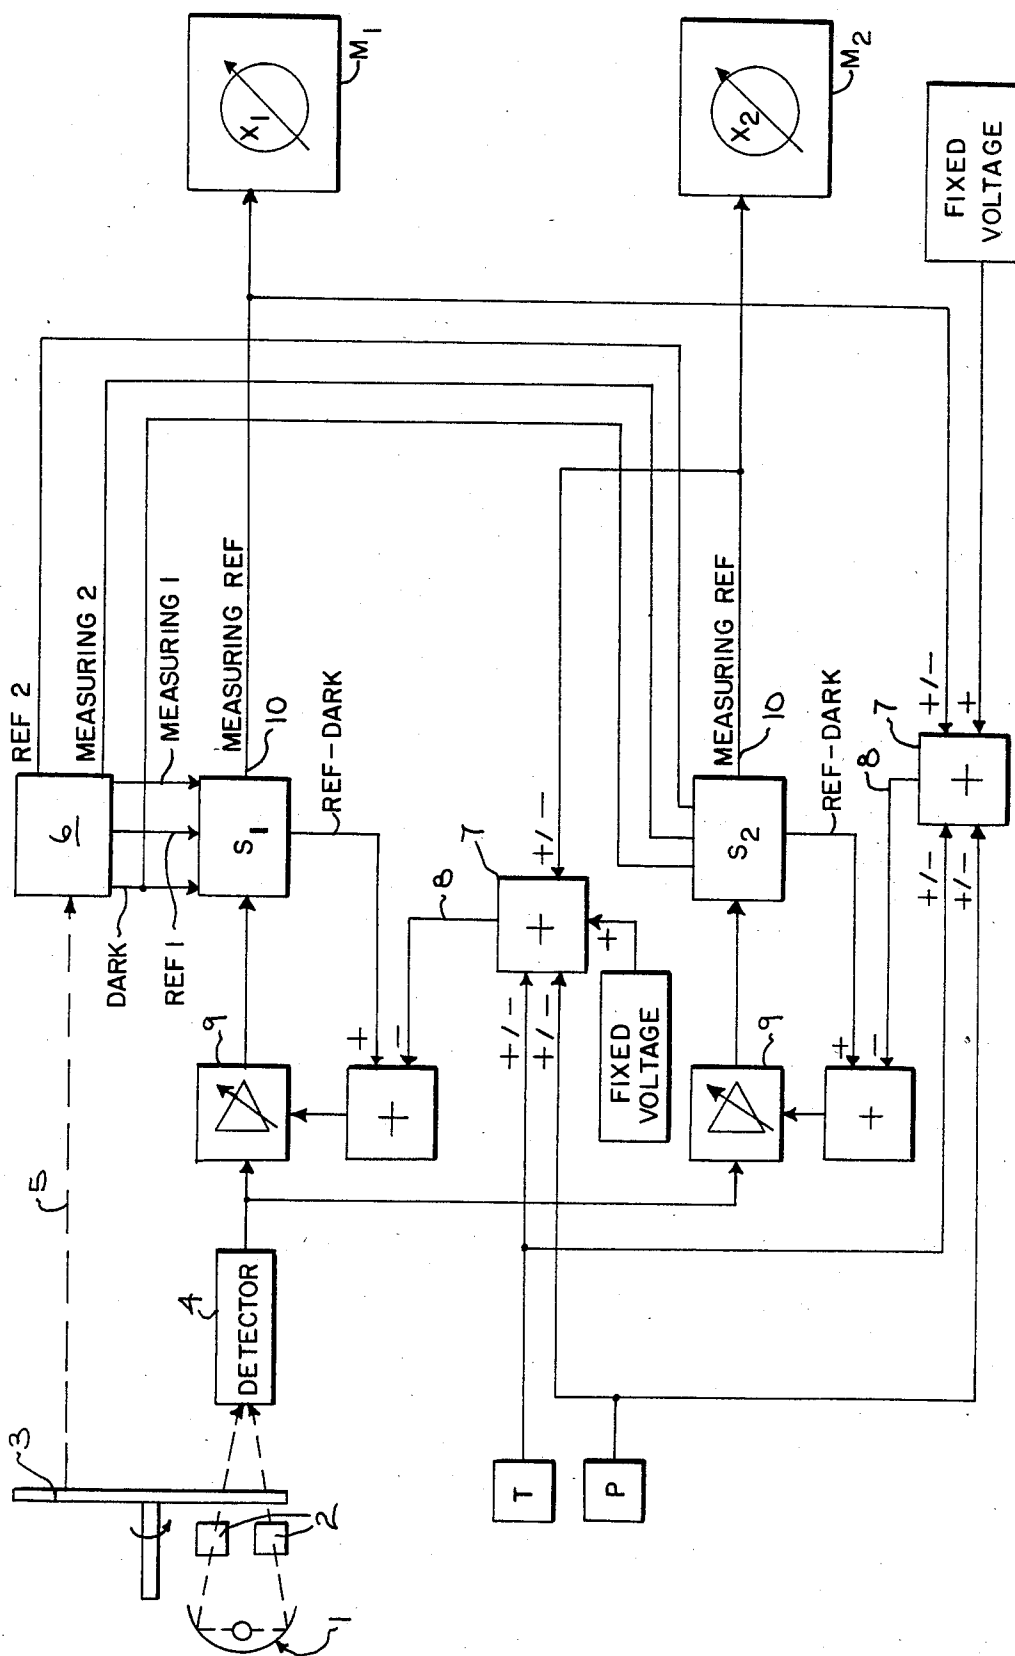 REF 2
MEASURING 2
MEASURING 1
MEASURING REF
10
REF-DARK
6
DARK
REF 1
S1
X1
M1
5
9
+
-
+
3
4
DETECTOR
2
1
8
7
+/-
+
+
+/-
+/-
FIXED
VOLTAGE
MEASURING REF
10
REF-DARK
S2
X2
M2
9
+
-
+
T
P
8
7
+/-
+
+
+/-
+/-
FIXED
VOLTAGE